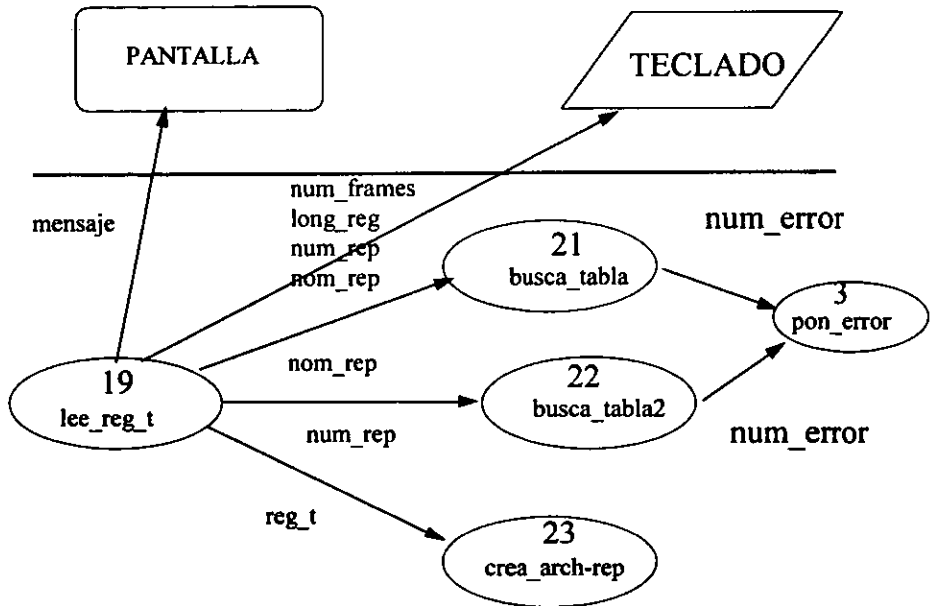 PANTALLA
TECLADO
mensaje
num_frames
long_reg
num_rep
nom_rep
num_error
21
busca_tabla
3
pon_error
nom_rep
19
lee_reg_t
22
busca_tabla2
num_rep
num_error
reg_t
23
crea_arch-rep